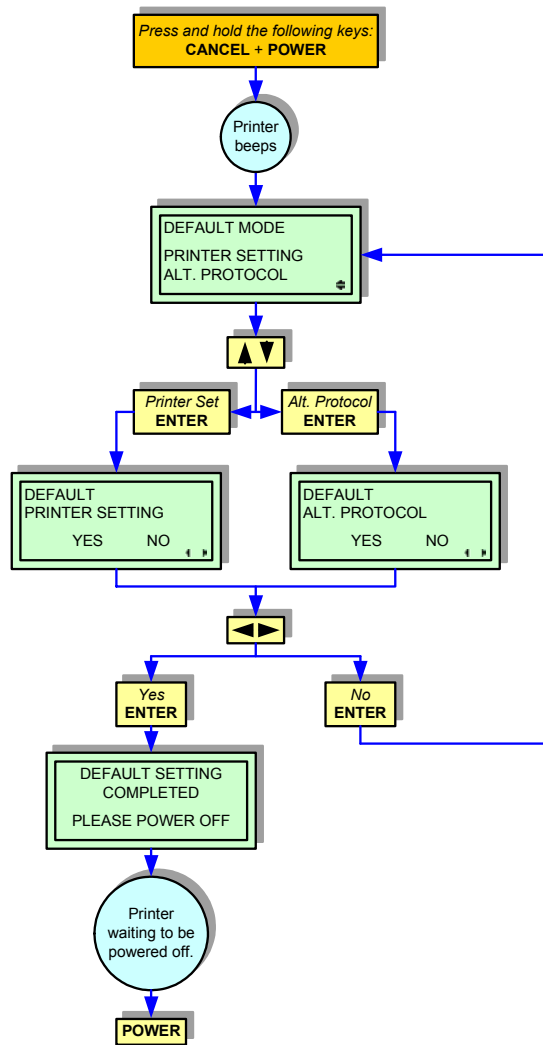 Press and hold the following keys:
CANCEL + POWER
Printer
beeps
DEFAULT MODE
PRINTER SETTING
ALT. PROTOCOL
Printer Set
ENTER
Alt. Protocol
ENTER
DEFAULT
PRINTER SETTING
YES NO
DEFAULT
ALT. PROTOCOL
YES NO
Yes
ENTER
No
ENTER
DEFAULT SETTING
COMPLETED
PLEASE POWER OFF
Printer
waiting to be
powered off.
POWER